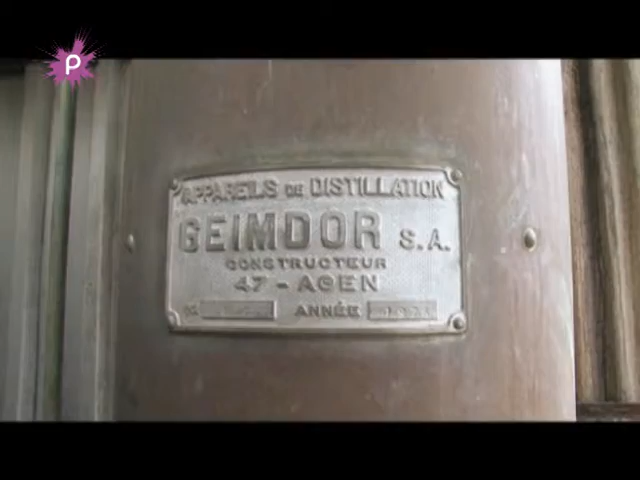 P
APPAREILS DE DISTILLATION
GEIMDOR S.A.
CONSTRUCTEUR
47 - AGEN
ANNÉE